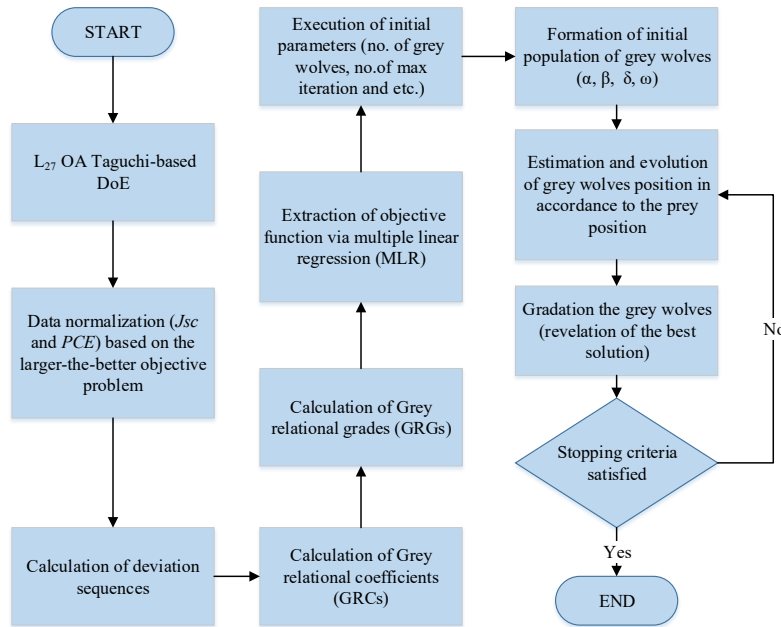 START
L₂₇ OA Taguchi-based
DoE
Data normalization (Jsc
and PCE) based on the
larger-the-better objective
problem
Calculation of deviation
sequences
Calculation of Grey
relational coefficients
(GRCs)
Calculation of Grey
relational grades (GRGs)
Extraction of objective
function via multiple linear
regression (MLR)
Execution of initial
parameters (no. of grey
wolves, no.of max
iteration and etc.)
Formation of initial
population of grey wolves
(α, β, δ, ω)
Estimation and evolution
of grey wolves position in
accordance to the prey
position
Gradation the grey wolves
(revelation of the best
solution)
Stopping criteria
satisfied
No
Yes
END